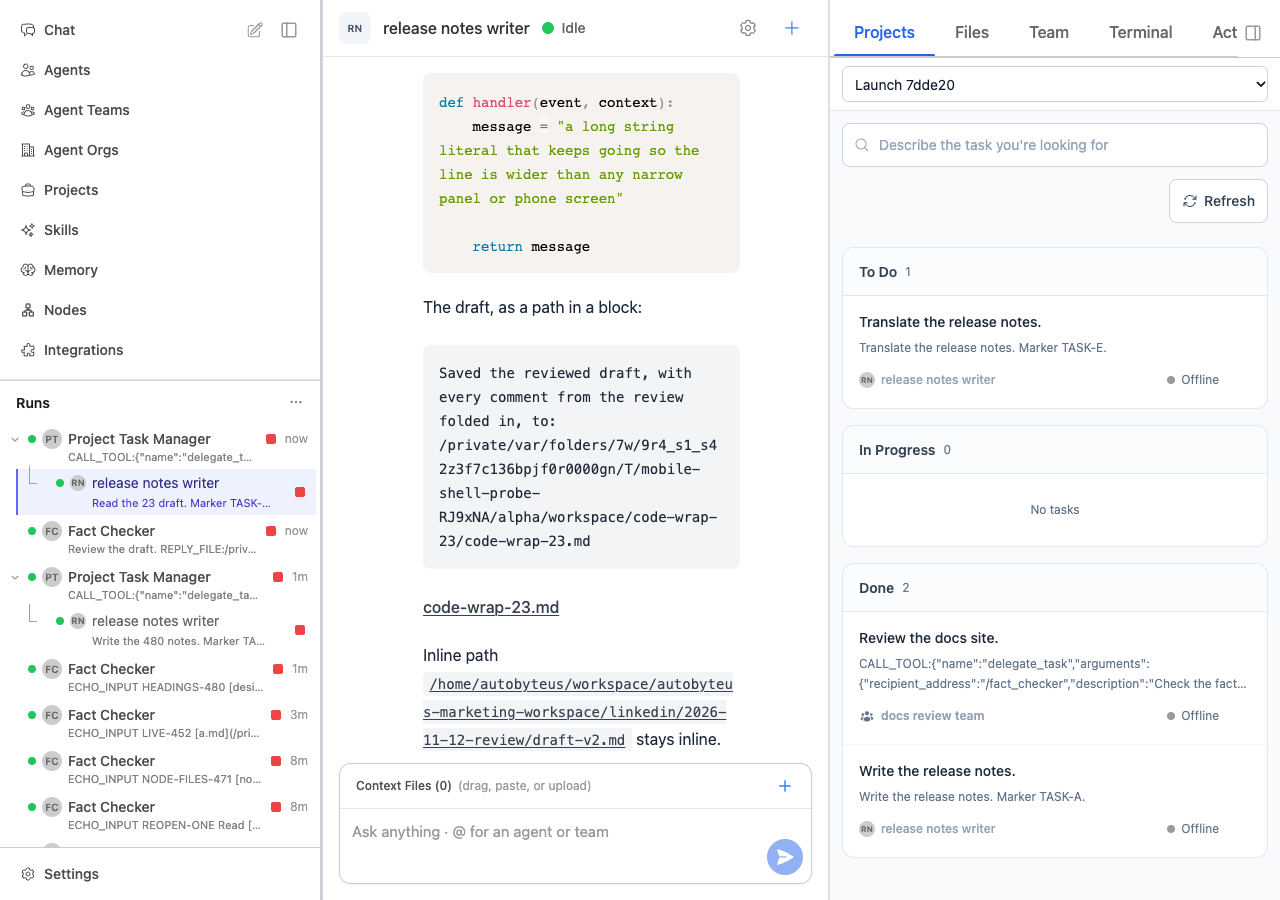 Chat
Agents
Agent Teams
Agent Orgs
Projects
Skills
Memory
Nodes
Integrations
Runs
PT Project Task Manager now
CALL_TOOL:{"name":"delegate_t...
RN release notes writer
Read the 23 draft. Marker TASK-...
FC Fact Checker now
Review the draft. REPLY_FILE:/priv...
PT Project Task Manager 1m
CALL_TOOL:{"name":"delegate_ta...
RN release notes writer
Write the 480 notes. Marker TA...
FC Fact Checker 1m
ECHO_INPUT HEADINGS-480 [desi...
FC Fact Checker 3m
ECHO_INPUT LIVE-452 [a.md](/pri...
FC Fact Checker 8m
ECHO_INPUT NODE-FILES-471 [no...
FC Fact Checker 8m
ECHO_INPUT REOPEN-ONE Read [...
Settings
RN release notes writer Idle
def handler(event, context):
message = "a long string
literal that keeps going so the
line is wider than any narrow
panel or phone screen"
return message
The draft, as a path in a block:
Saved the reviewed draft, with
every comment from the review
folded in, to:
/private/var/folders/7w/9r4_s1_s4
2z3f7c136bpjf0r0000gn/T/mobile-
shell-probe-
RJ9xNA/alpha/workspace/code-wrap-
23/code-wrap-23.md
code-wrap-23.md
Inline path
/home/autobyteus/workspace/autobyteu
s-marketing-workspace/linkedin/2026-
11-12-review/draft-v2.md stays inline.
Context Files (0) (drag, paste, or upload)
Ask anything · @ for an agent or team
Projects Files Team Terminal Act
Launch 7dde20
Describe the task you're looking for
Refresh
To Do 1
Translate the release notes.
Translate the release notes. Marker TASK-E.
RN release notes writer Offline
In Progress 0
No tasks
Done 2
Review the docs site.
CALL_TOOL:{"name":"delegate_task","arguments":
{"recipient_address":"/fact_checker","description":"Check the fact...
docs review team Offline
Write the release notes.
Write the release notes. Marker TASK-A.
RN release notes writer Offline